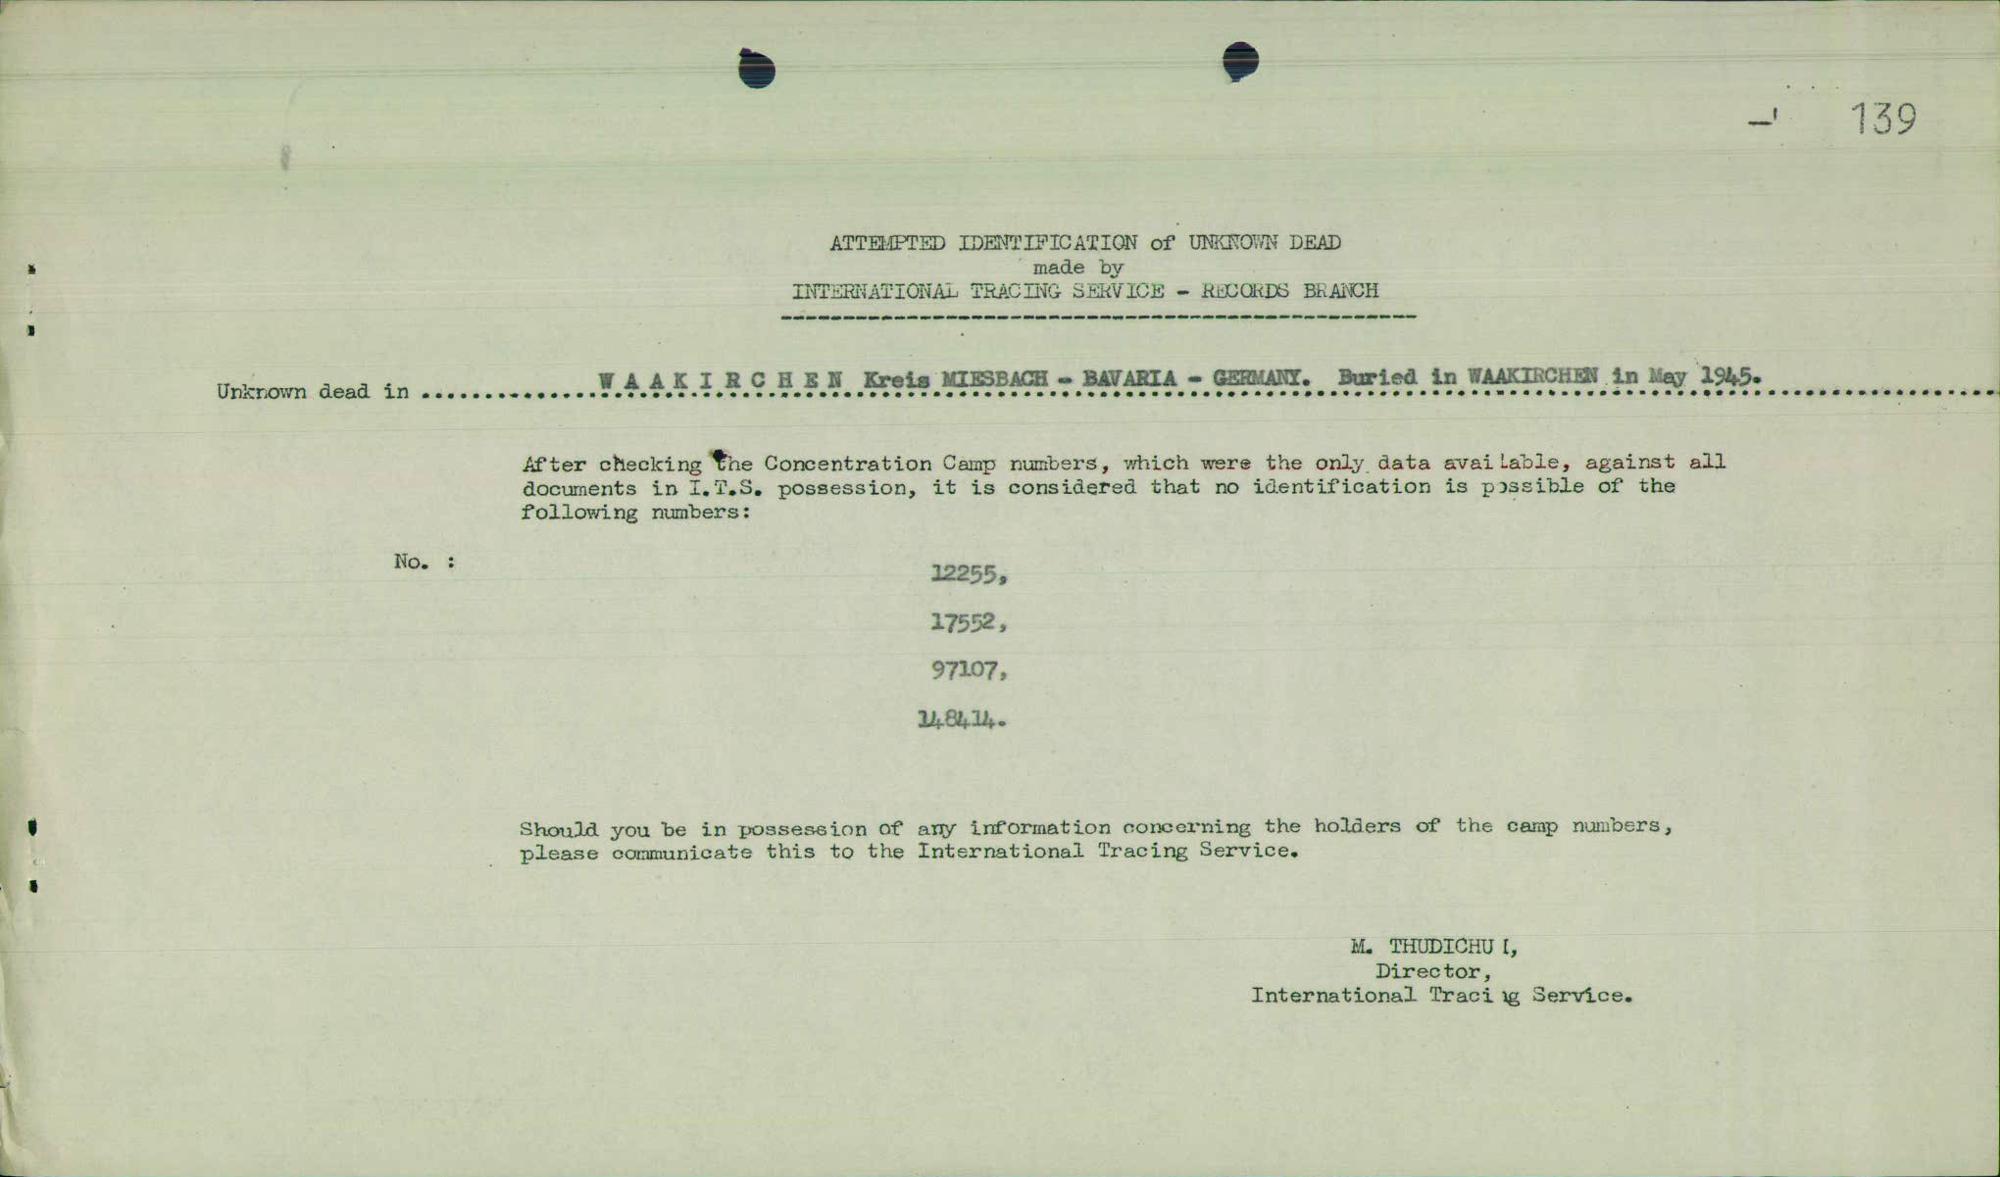 139
ATTEMPTED IDENTIFICATION of UNKNOWN DEAD
made by
INTERNATIONAL TRACING SERVICE - RECORDS BRANCH
Unknown dead in .............. W A A K I R C H E N Kreis MIESBACH - BAVARIA - GERMANY. Buried in WAAKIRCHEN in May 1945.
After checking the Concentration Camp numbers, which were the only data available, against all
documents in I.T.S. possession, it is considered that no identification is possible of the
following numbers:
No. :
12255,
17552,
97107,
148414.
Should you be in possession of any information concerning the holders of the camp numbers,
please communicate this to the International Tracing Service.
M. THUDICHUM,
Director,
International Tracing Service.